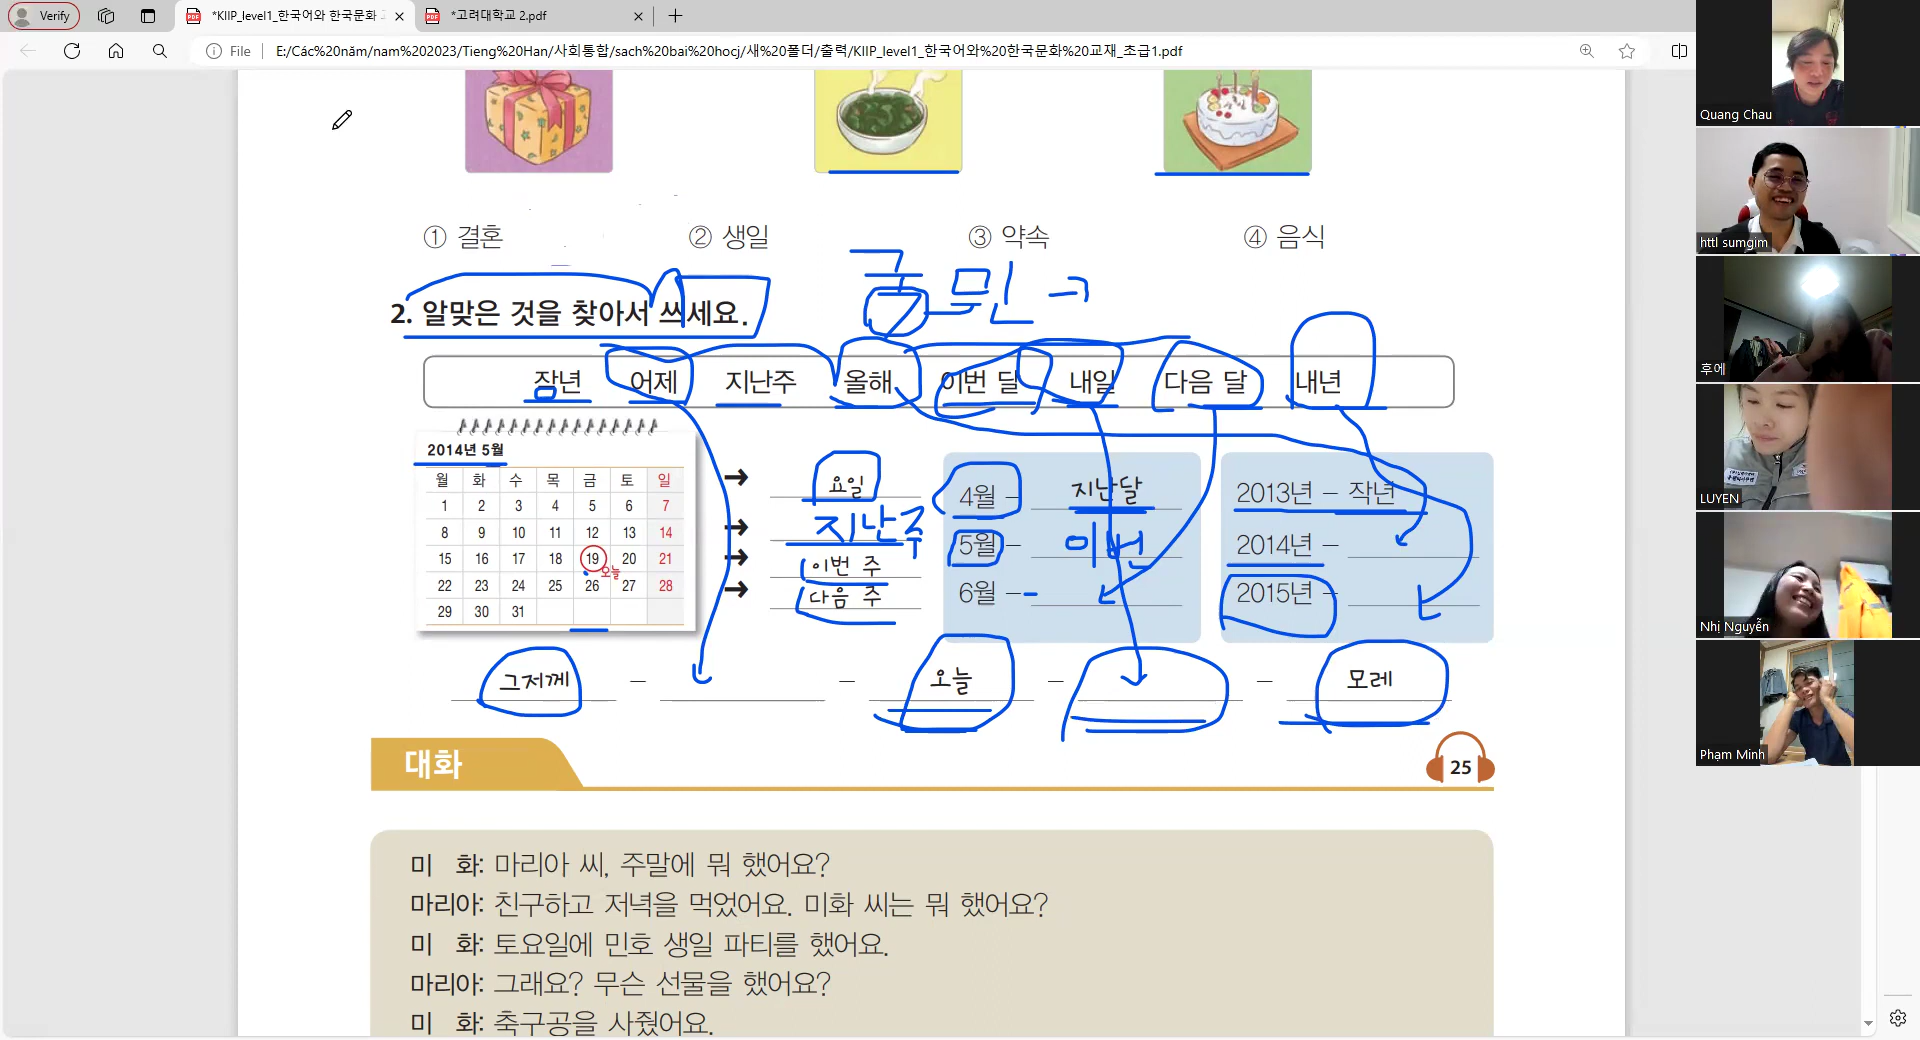 Verify
*KIIP_level1_한국어와 한국문화
*고려대학교 2.pdf
File
E:/Các%20năm/nam%202023/Tieng%20Han/사회통합/sach%20bai%20hocj/새%20폴더/출력/KIIP_level1_한국어와%20한국문화%20교재_초급1.pdf
① 결혼 ② 생일 ③ 약속 ④ 음식
2. 알맞은 것을 찾아서 쓰세요.
작년 어제 지난주 올해 이번 달 내일 다음 달 내년
2014년 5월
월 화 수 목 금 토 일
1 2 3 4 5 6 7
8 9 10 11 12 13 14
15 16 17 18 19 20 21
오늘
22 23 24 25 26 27 28
29 30 31
→ 요일
→ 지난주
→ 이번 주
→ 다음 주
4월 – 지난달
5월 – 이번
6월 –
2013년 – 작년
2014년 –
2015년 –
그저께 – – 오늘 – – 모레
대화
25
미 화: 마리아 씨, 주말에 뭐 했어요?
마리아: 친구하고 저녁을 먹었어요. 미화 씨는 뭐 했어요?
미 화: 토요일에 민호 생일 파티를 했어요.
마리아: 그래요? 무슨 선물을 했어요?
미 화: 축구공을 사줬어요.
Quang Chau
httl sumgim
후에
LUYEN
Nhị Nguyễn
Phạm Minh